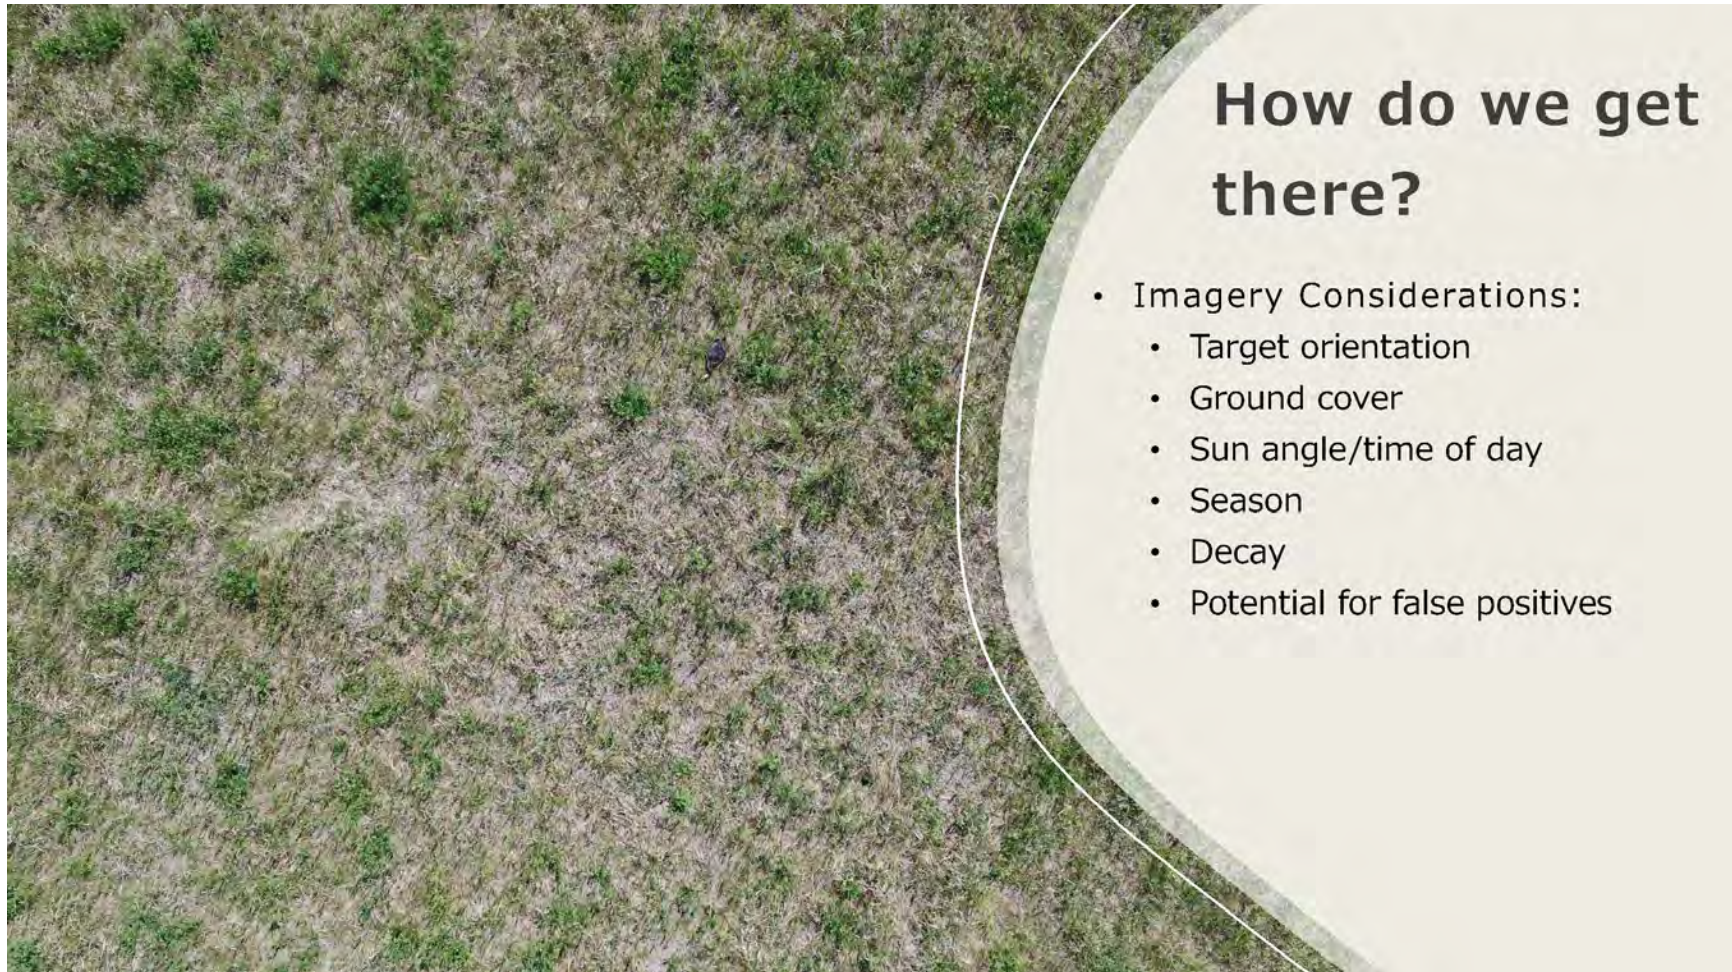 How do we get
there?
• Imagery Considerations:
• Target orientation
• Ground cover
• Sun angle/time of day
• Season
• Decay
• Potential for false positives